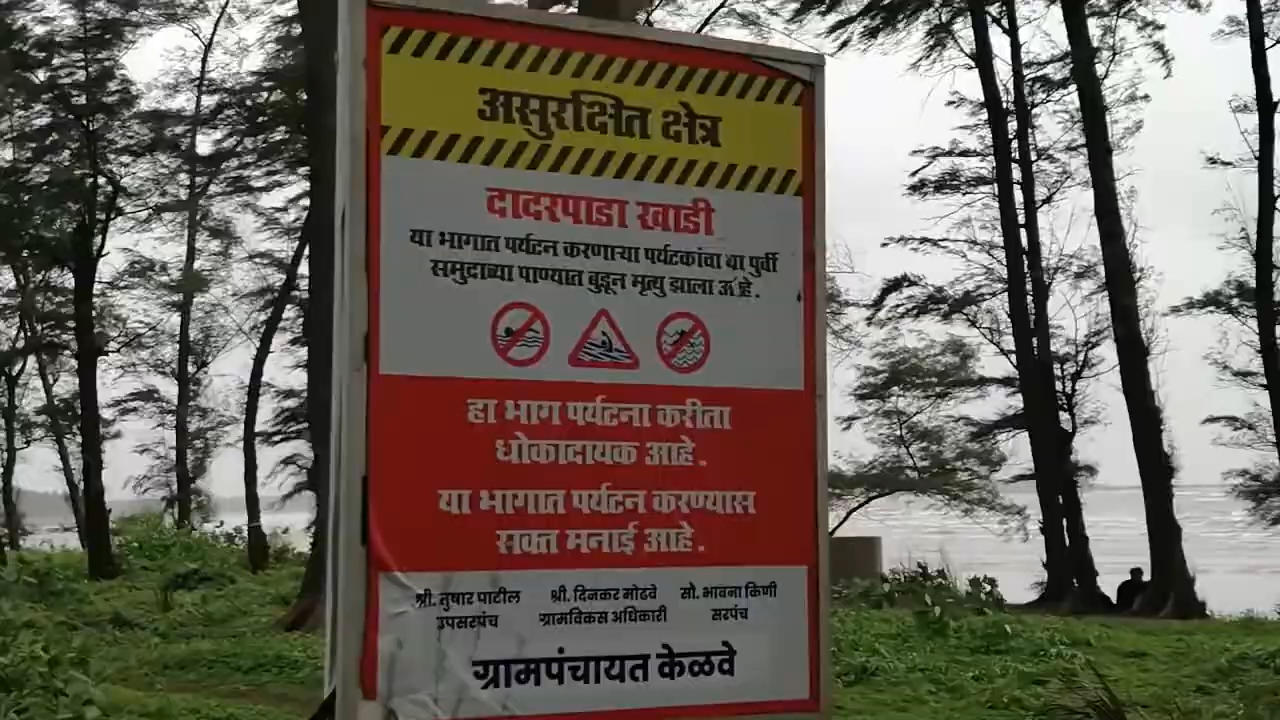 असुरक्षित क्षेत्र
दादरपाडा खाडी
या भागात पर्यटन करणाऱ्या पर्यटकांचा या पुर्वी
समुद्राच्या पाण्यात बुडून मृत्यु झाला आहे.
हा भाग पर्यटना करीता
धोकादायक आहे.
या भागात पर्यटन करण्यास
सक्त मनाई आहे.
श्री. तुषार पाटील श्री. दिनकर मोढवे सौ. भावना किणी
उपसरपंच ग्रामविकास अधिकारी सरपंच
ग्रामपंचायत केळवे